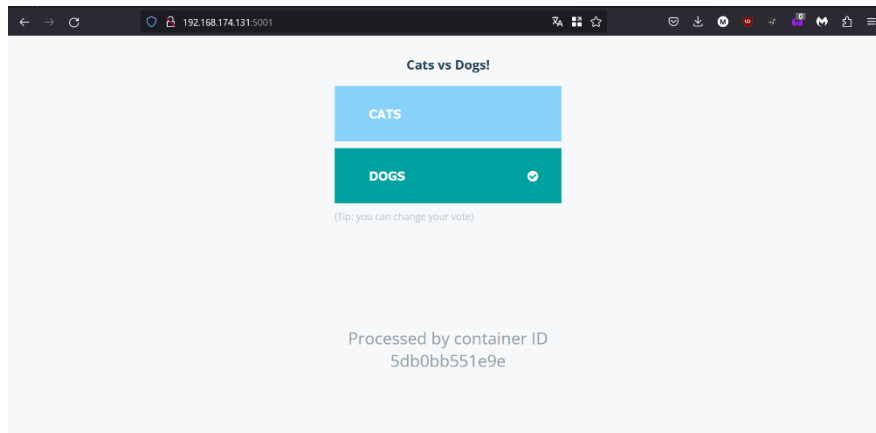 192.168.174.131:5001
Cats vs Dogs!
CATS
DOGS
(Tip: you can change your vote)
Processed by container ID
5db0bb551e9e